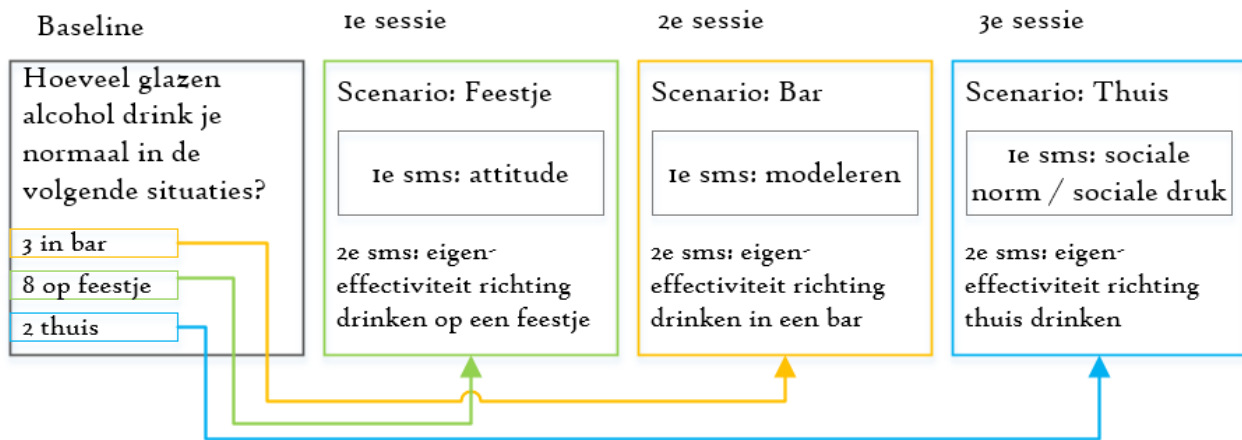 Baseline
Hoeveel glazen
alcohol drink je
normaal in de
volgende situaties?
3 in bar
8 op feestje
2 thuis
1e sessie
Scenario: Feestje
1e sms: attitude
2e sms: eigen-
effectiviteit richting
drinken op een feestje
2e sessie
Scenario: Bar
1e sms: modeleren
2e sms: eigen-
effectiviteit richting
drinken in een bar
3e sessie
Scenario: Thuis
1e sms: sociale
norm / sociale druk
2e sms: eigen-
effectiviteit richting
thuis drinken